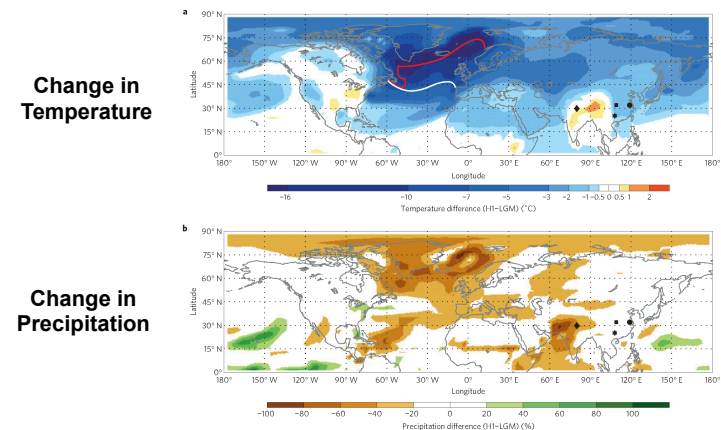 a
Change in
Temperature
Latitude
90° N
75° N
60° N
45° N
30° N
15° N
0°
180° 150° W 120° W 90° W 60° W 30° W 0° 30° E 60° E 90° E 120° E 150° E 180°
Longitude
−16 −10 −7 −5 −3 −2 −1 −0.5 0 0.5 1 2
Temperature difference (H1−LGM) (°C)
b
Change in
Precipitation
Latitude
90° N
75° N
60° N
45° N
30° N
15° N
0°
180° 150° W 120° W 90° W 60° W 30° W 0° 30° E 60° E 90° E 120° E 150° E 180°
Longitude
−100 −80 −60 −40 −20 0 20 40 60 80 100
Precipitation difference (H1−LGM) (%)